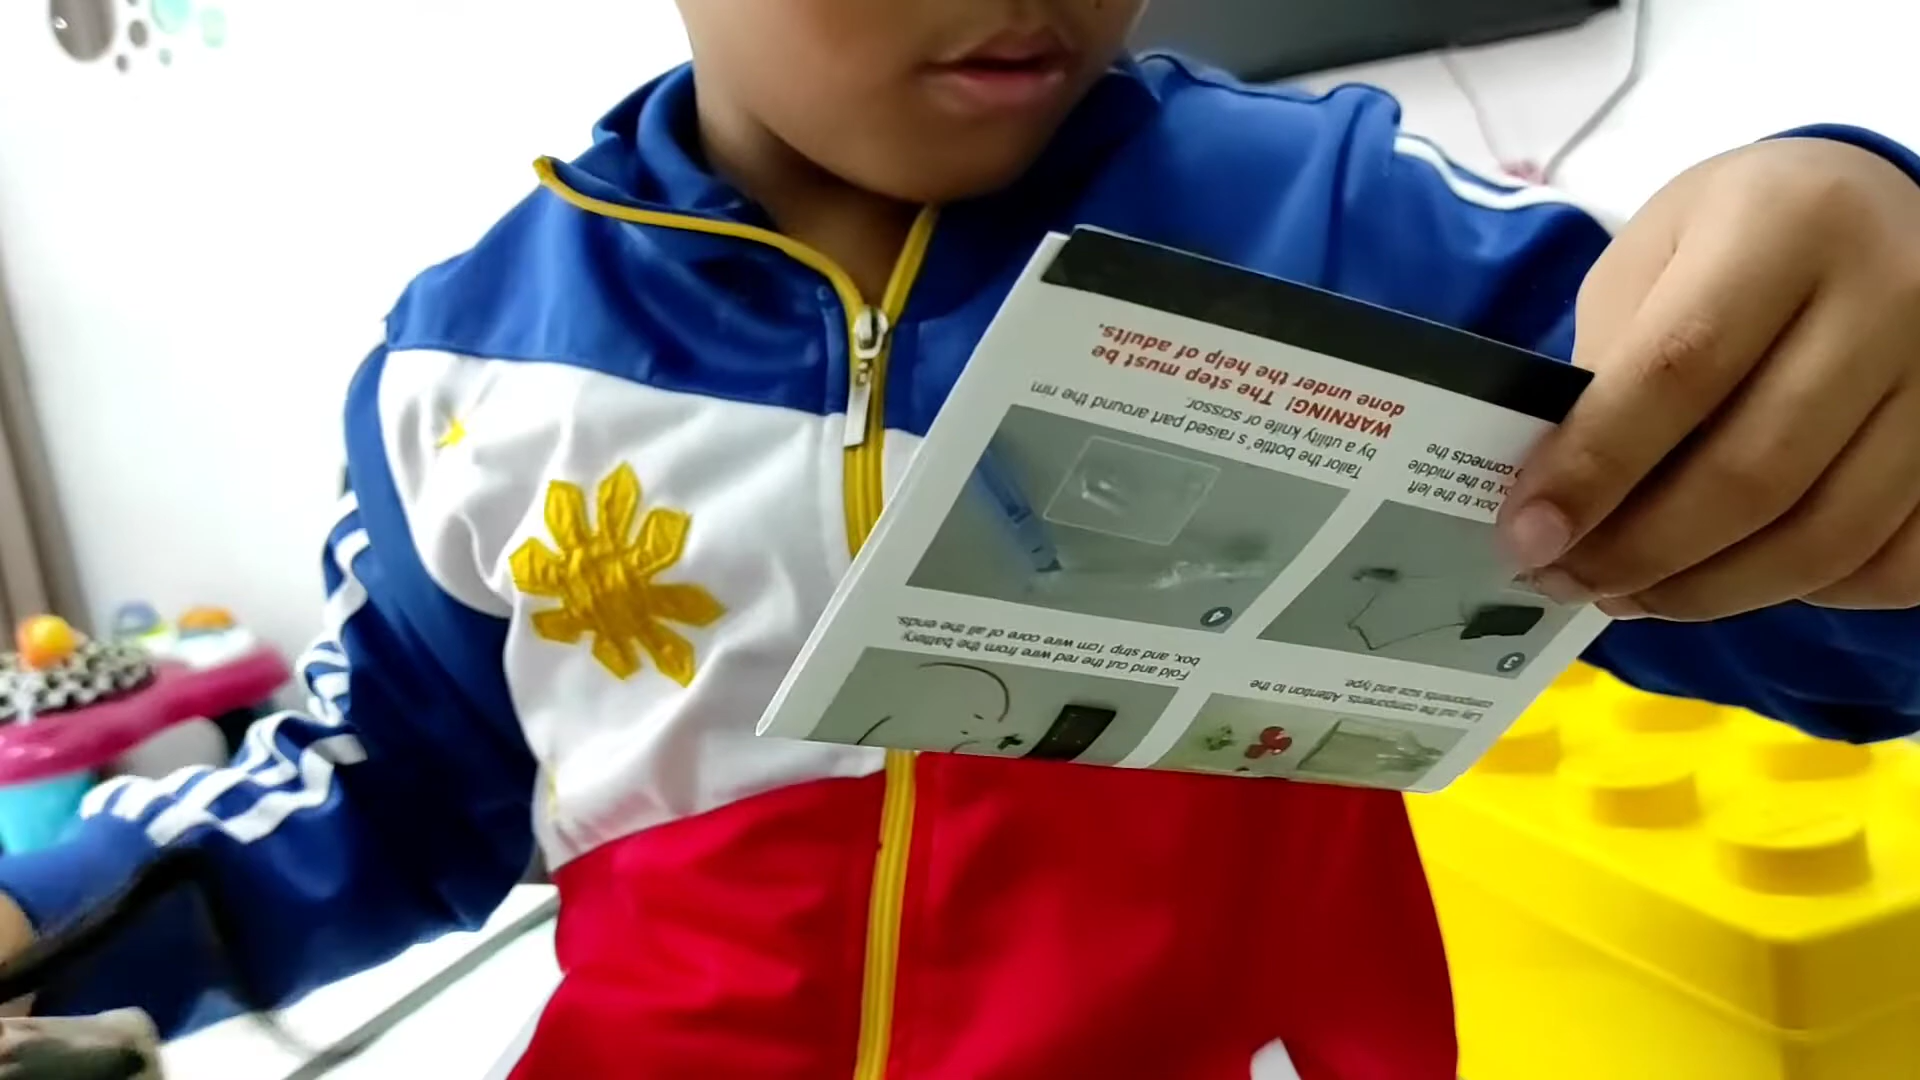 Lay out the components. Attention to the
components size and type.
Fold and cut the red wire from the battery
box, and strip 1cm wire core of all the ends.
3
box to the left
to the middle
connects the
4
Tailor the bottle's raised part around the rim
by a utility knife or scissor.
WARNING! The step must be
done under the help of adults.